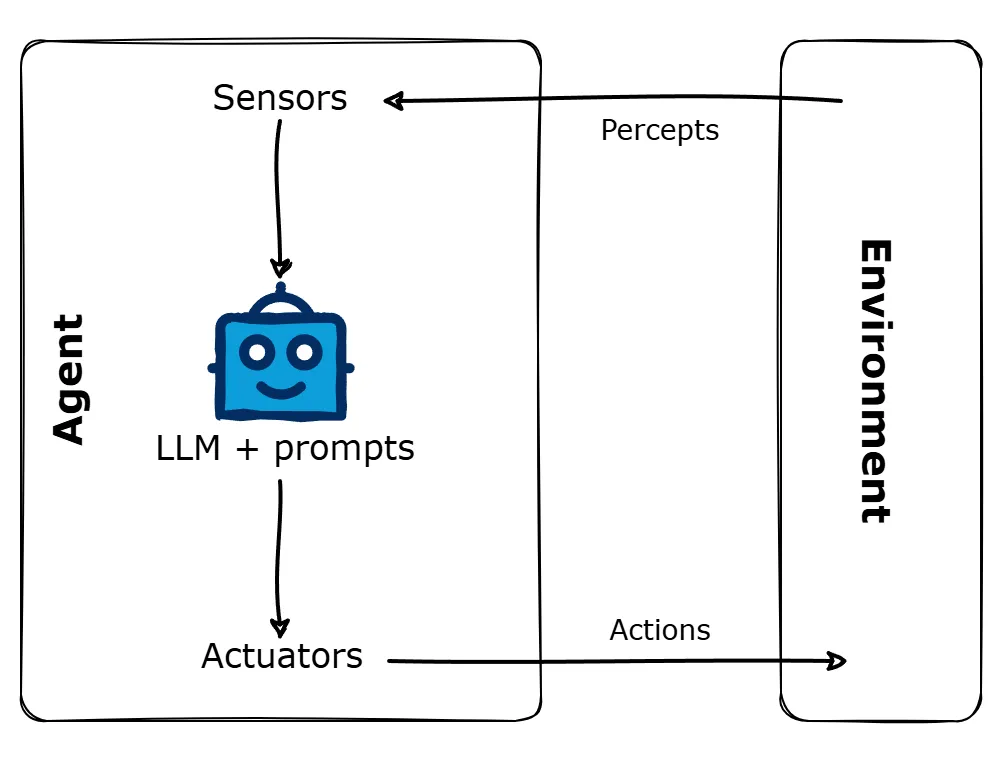 Sensors
Percepts
Agent
Environment
LLM + prompts
Actions
Actuators